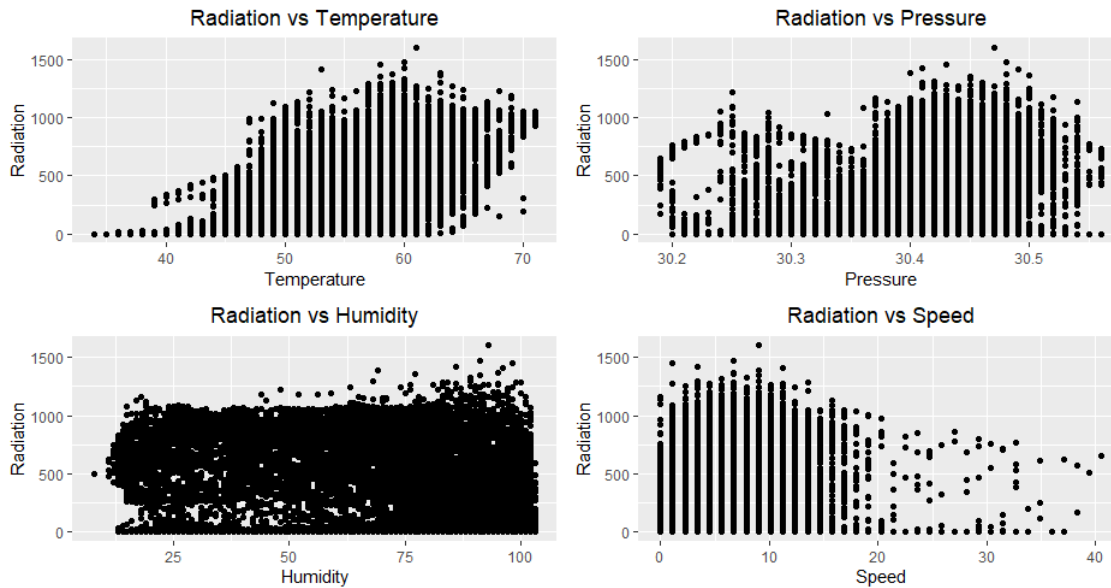 Radiation vs Temperature
1500
1000
500
0
Radiation
40 50 60 70
Temperature
Radiation vs Pressure
1500
1000
500
0
Radiation
30.2 30.3 30.4 30.5
Pressure
Radiation vs Humidity
1500
1000
500
0
Radiation
25 50 75 100
Humidity
Radiation vs Speed
1500
1000
500
0
Radiation
0 10 20 30 40
Speed